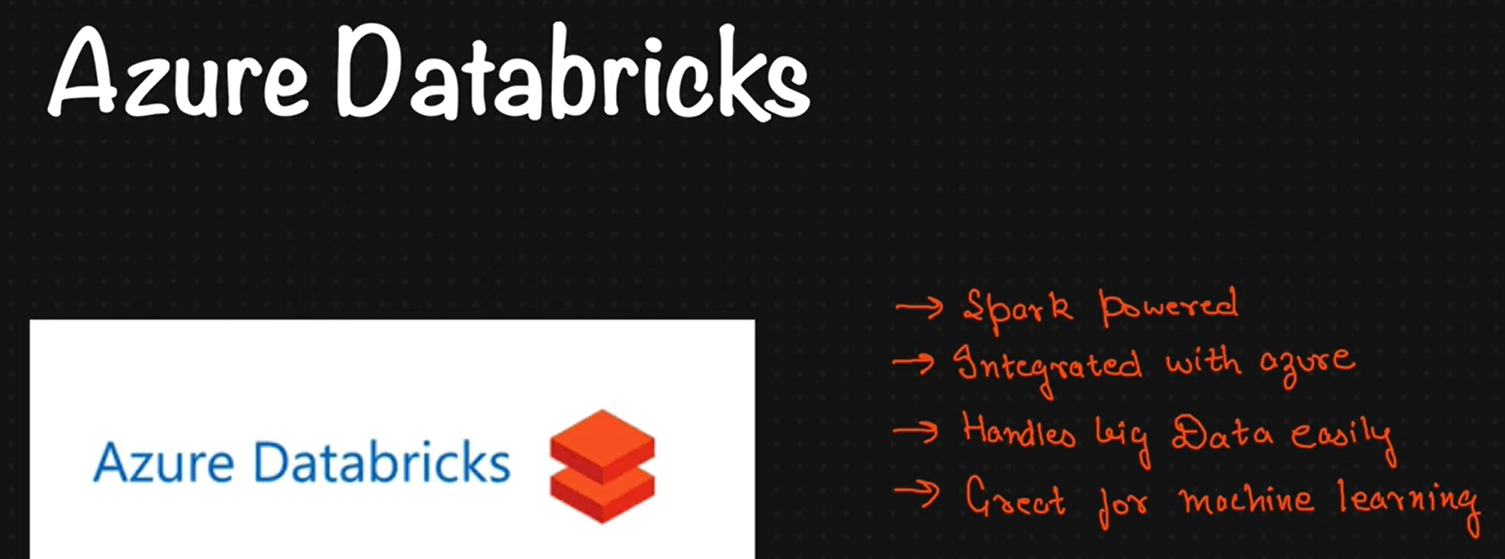 Azure Databricks
Azure Databricks
→ Spark powered
→ Integrated with azure
→ Handles big Data easily
→ Great for machine learning